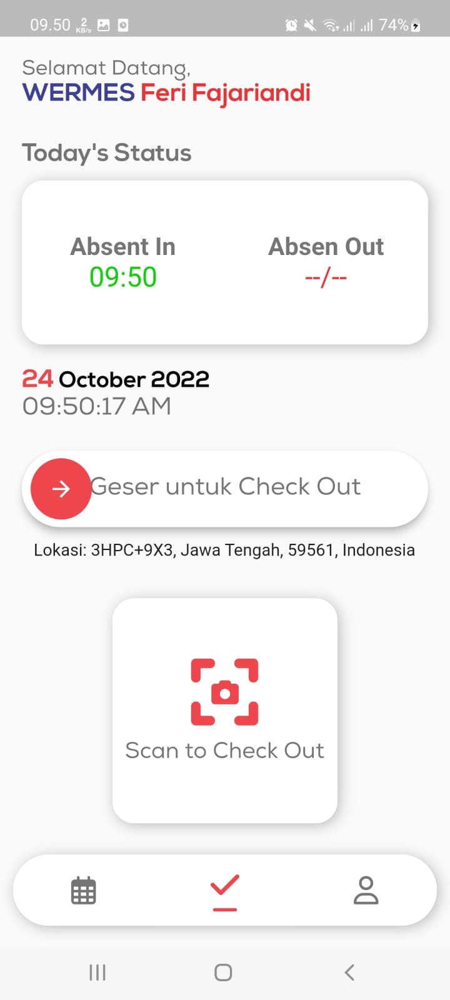 09.50 2 KB/s 74%
Selamat Datang,
WERMES Feri Fajariandi
Today's Status
Absent In Absen Out
09:50 --/--
24 October 2022
09:50:17 AM
Geser untuk Check Out
Lokasi: 3HPC+9X3, Jawa Tengah, 59561, Indonesia
Scan to Check Out